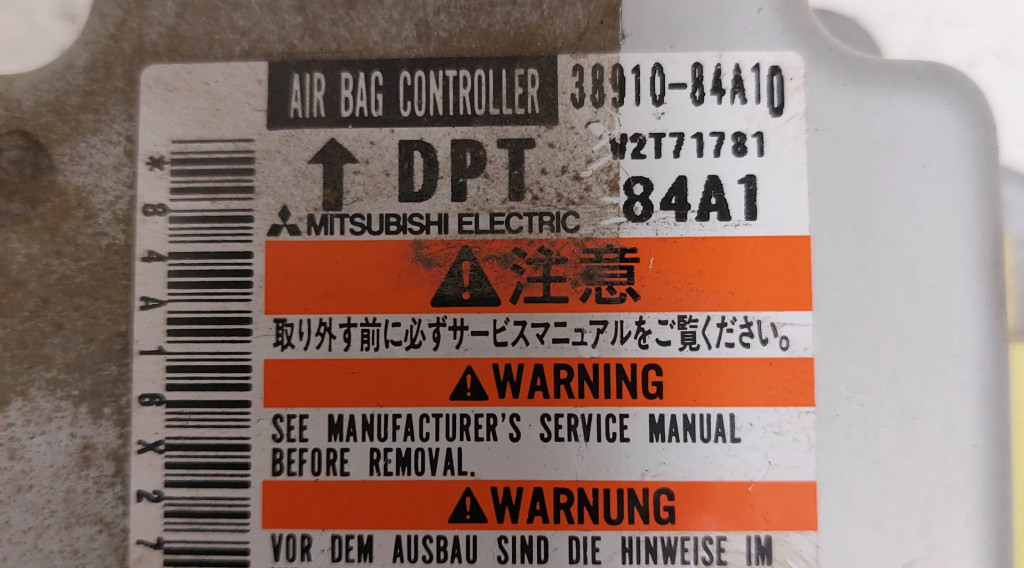 AIR BAG CONTROLLER 38910-84A10
↑ DPT W2T71781
84A1
MITSUBISHI ELECTRIC
注意
取り外す前に必ずサービスマニュアルをご覧ください。
WARNING
SEE MANUFACTURER'S SERVICE MANUAL
BEFORE REMOVAL.
WARNUNG
VOR DEM AUSBAU SIND DIE HINWEISE IM
*84A16X27